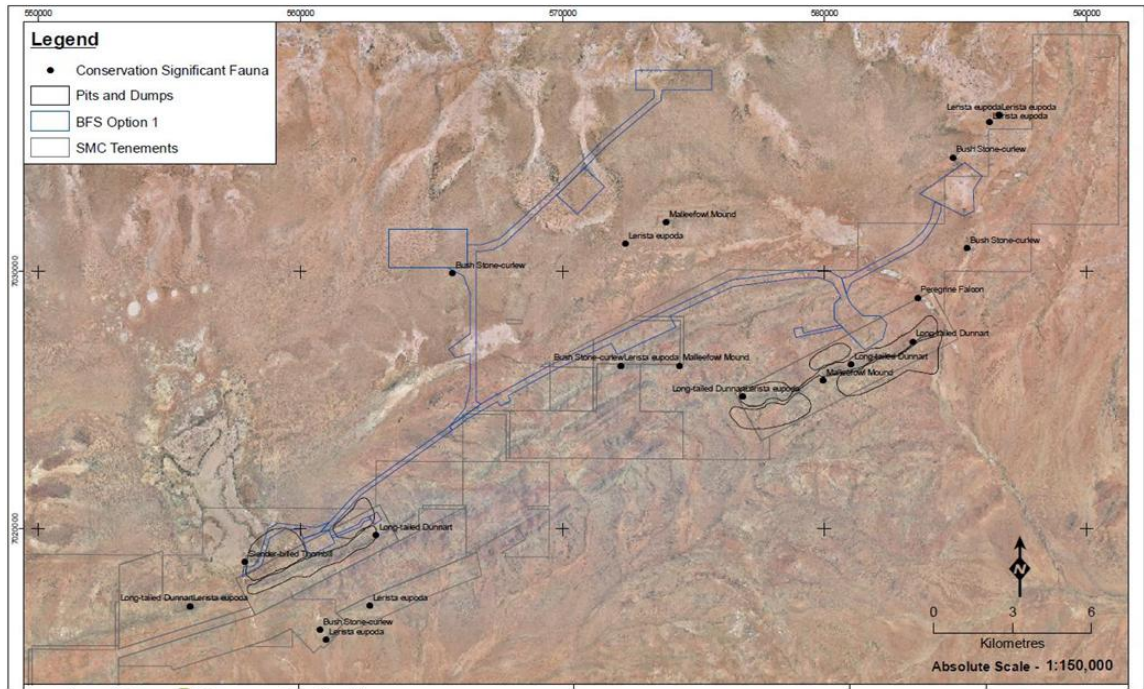 550000 560000 570000 580000 590000
Legend
Conservation Significant Fauna
Pits and Dumps
BFS Option 1
SMC Tenements
Lerista eupoda Lerista eupoda
Lerista eupoda
Bush Stone-curlew
Malleefowl Mound
Lerista eupoda
Bush Stone-curlew
7030000
Bush Stone-curlew
Peregrine Falcon
Long-tailed Dunnart
Bush Stone-curlew Lerista eupoda Malleefowl Mound
Long-tailed Dunnart
Malleefowl Mound
Long-tailed Dunnart Lerista eupoda
7020000
Long-tailed Dunnart
Slender-billed Thornbill
Long-tailed Dunnart Lerista eupoda
Lerista eupoda
Bush Stone-curlew
Lerista eupoda
N
0 3 6
Kilometres
Absolute Scale - 1:150,000